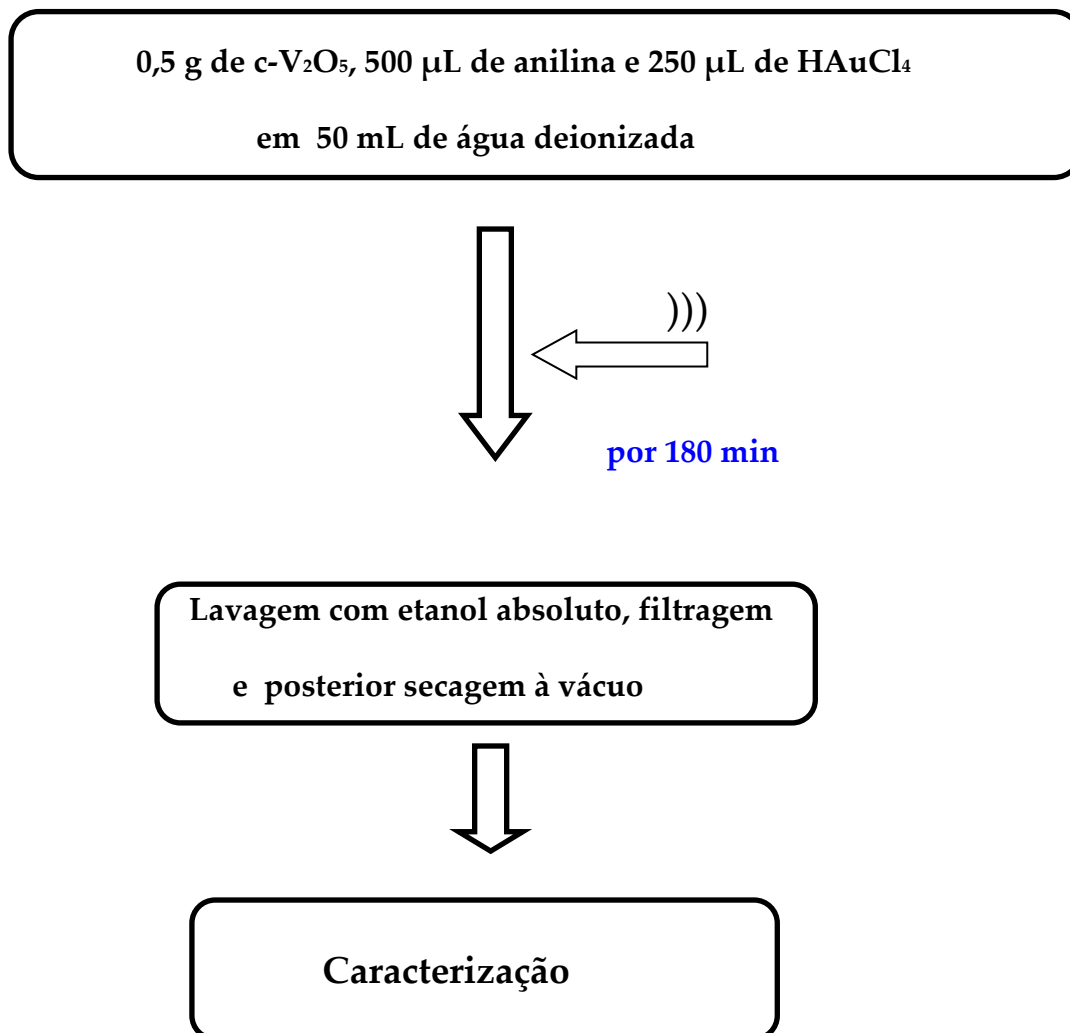 0,5 g de c-V₂O₅, 500 μL de anilina e 250 μL de HAuCl₄
em 50 mL de água deionizada
)))
por 180 min
Lavagem com etanol absoluto, filtragem
e posterior secagem à vácuo
Caracterização